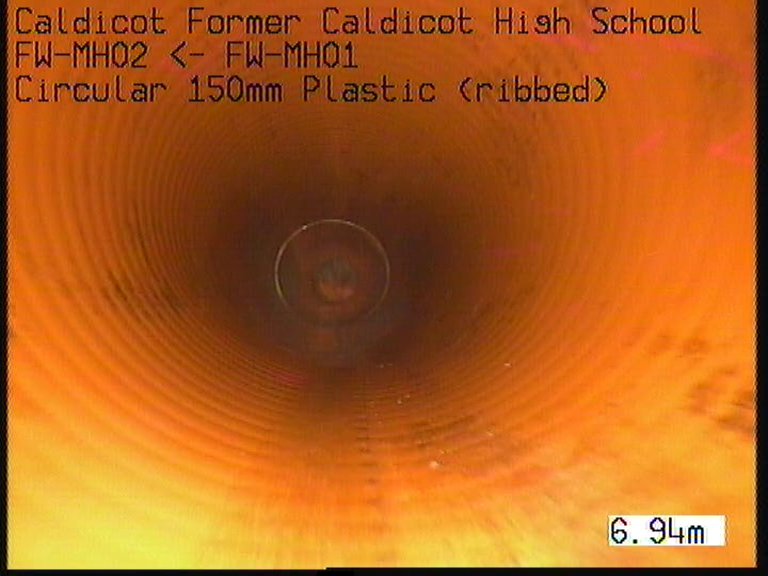 Caldicot Former Caldicot High School
FW-MH02 <- FW-MH01
Circular 150mm Plastic (ribbed)
6.94m